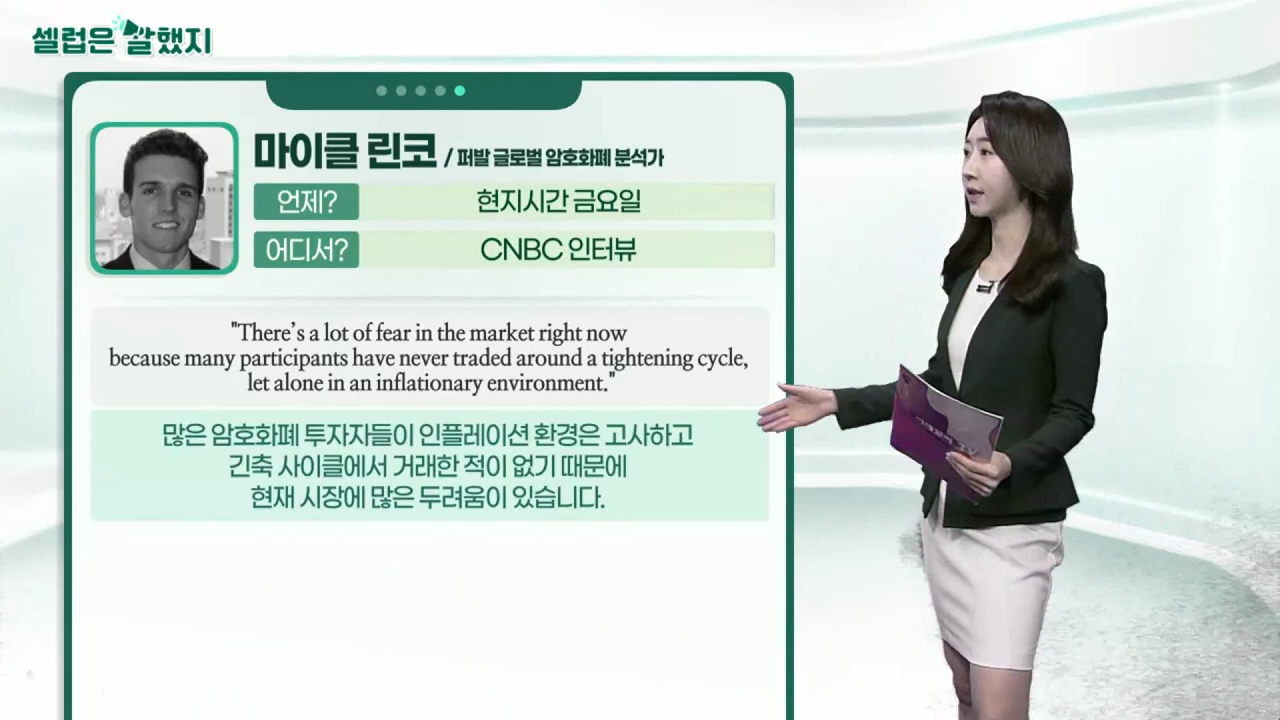 셀럽은 말했지
마이클 린코 / 퍼발 글로벌 암호화폐 분석가
언제? 현지시간 금요일
어디서? CNBC 인터뷰
"There's a lot of fear in the market right now
because many participants have never traded around a tightening cycle,
let alone in an inflationary environment."
많은 암호화폐 투자자들이 인플레이션 환경은 고사하고
긴축 사이클에서 거래한 적이 없기 때문에
현재 시장에 많은 두려움이 있습니다.